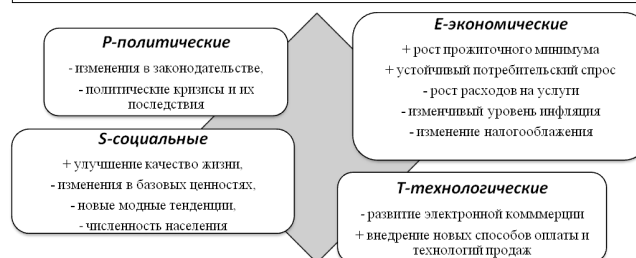 P-политические
- изменения в законодательстве,
- политические кризисы и их
последствия
E-экономические
+ рост прожиточного минимума
+ устойчивый потребительский спрос
- рост расходов на услуги
- изменчивый уровень инфляция
- изменение налогооблажения
S-социальные
+ улучшение качество жизни,
- изменения в базовых ценностях,
- новые модные тенденции,
- численность населения
T-технологические
- развитие электронной комммерции
+ внедрение новых способов оплаты и
технологий продаж